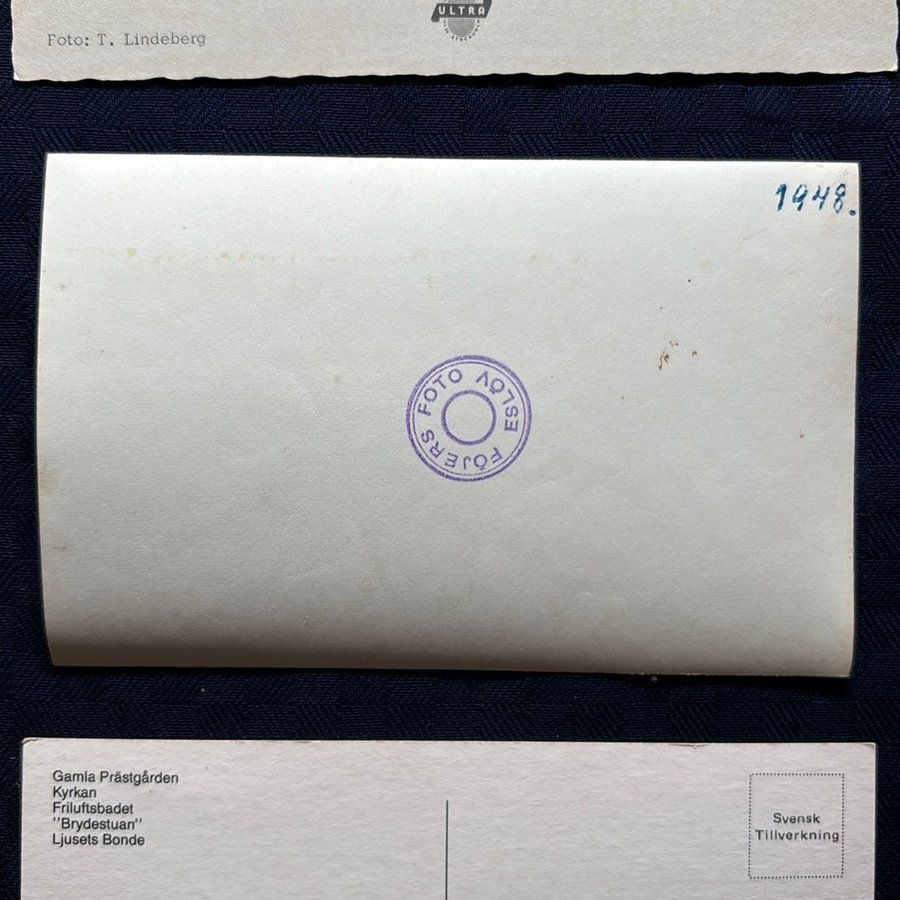 ULTRA
Foto: T. Lindeberg
1948.
FÖJERS FOTO ESLÖV
Gamla Prästgården
Kyrkan
Friluftsbadet
"Brydestuan"
Ljusets Bonde
Svensk
Tillverkning